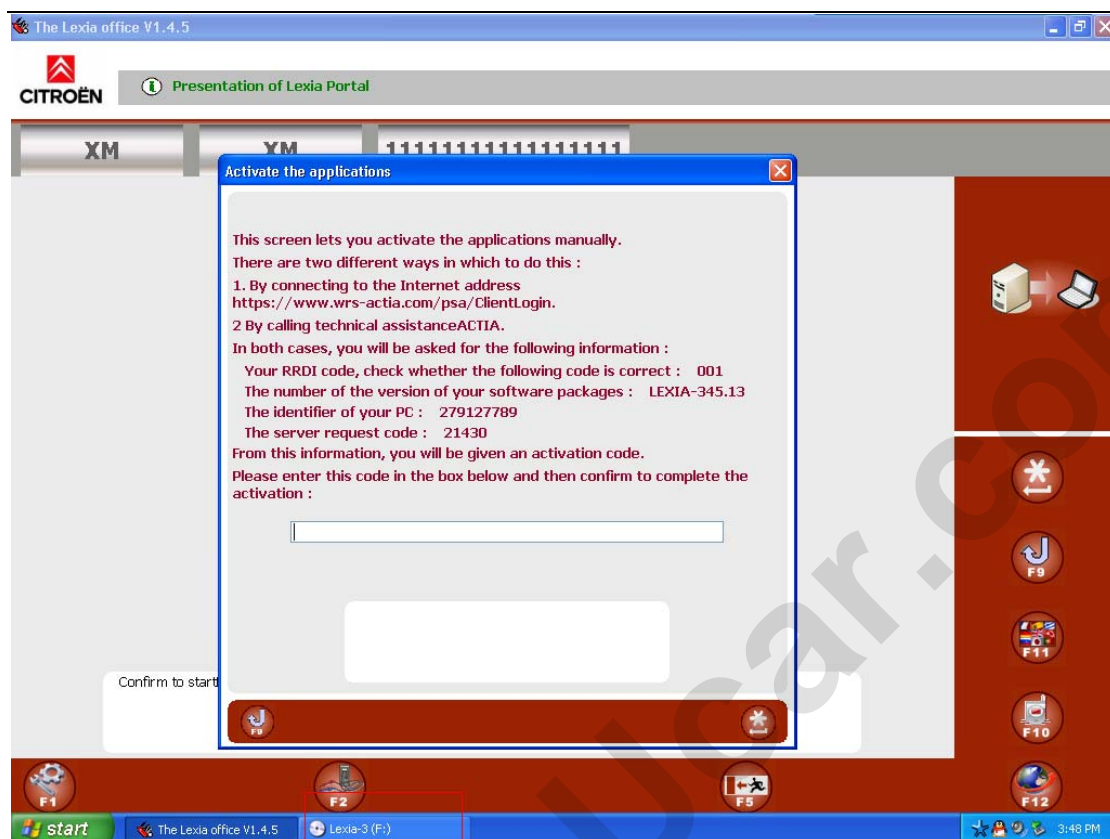 The Lexia office V1.4.5
CITROËN
Presentation of Lexia Portal
XM
XM
11111111111111111
Activate the applications
This screen lets you activate the applications manually.
There are two different ways in which to do this :
1. By connecting to the Internet address
https://www.wrs-actia.com/psa/ClientLogin.
2 By calling technical assistanceACTIA.
In both cases, you will be asked for the following information :
Your RRDI code, check whether the following code is correct : 001
The number of the version of your software packages : LEXIA-345.13
The identifier of your PC : 279127789
The server request code : 21430
From this information, you will be given an activation code.
Please enter this code in the box below and then confirm to complete the
activation :
F9
F11
Confirm to start
F9
F10
F1
F2
F5
F12
start
The Lexia office V1.4.5
Lexia-3 (F:)
3:48 PM
ucar.co